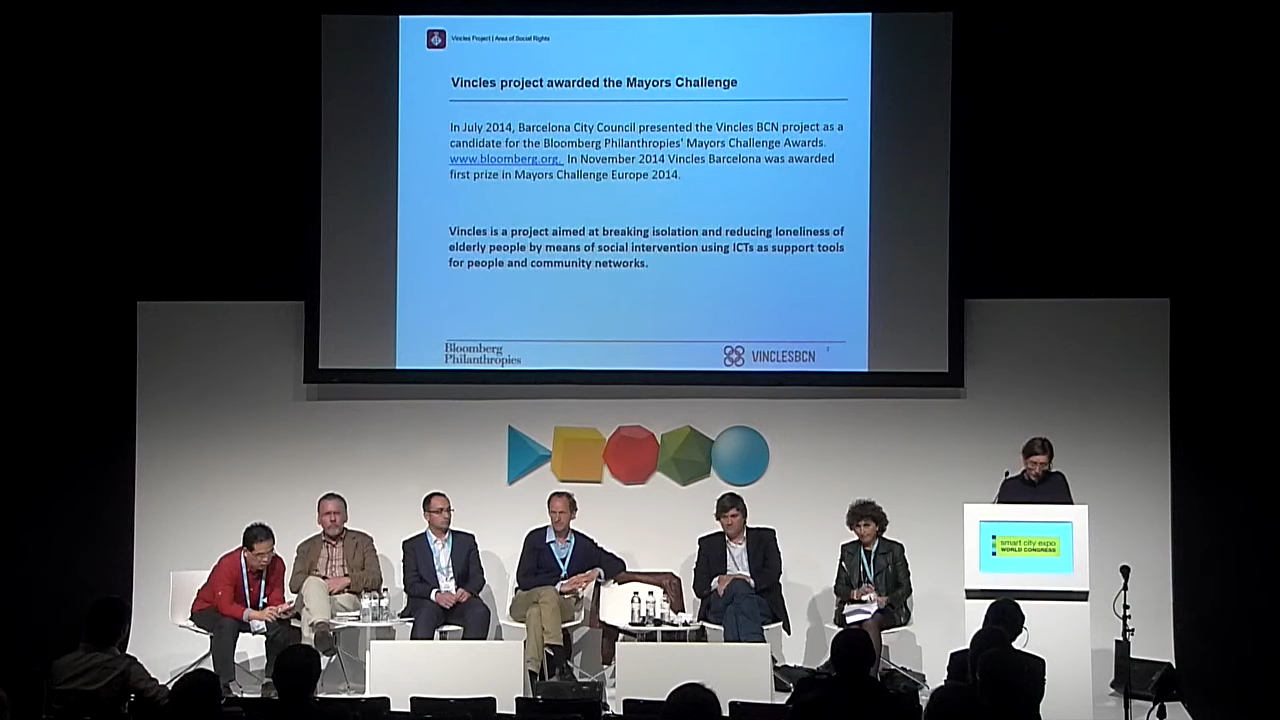 Vincles Project | Area of Social Rights
Vincles project awarded the Mayors Challenge
In July 2014, Barcelona City Council presented the Vincles BCN project as a
candidate for the Bloomberg Philanthropies' Mayors Challenge Awards.
www.bloomberg.org. In November 2014 Vincles Barcelona was awarded
first prize in Mayors Challenge Europe 2014.
Vincles is a project aimed at breaking isolation and reducing loneliness of
elderly people by means of social intervention using ICTs as support tools
for people and community networks.
Bloomberg
Philanthropies
VINCLESBCN
smart city expo
WORLD CONGRESS